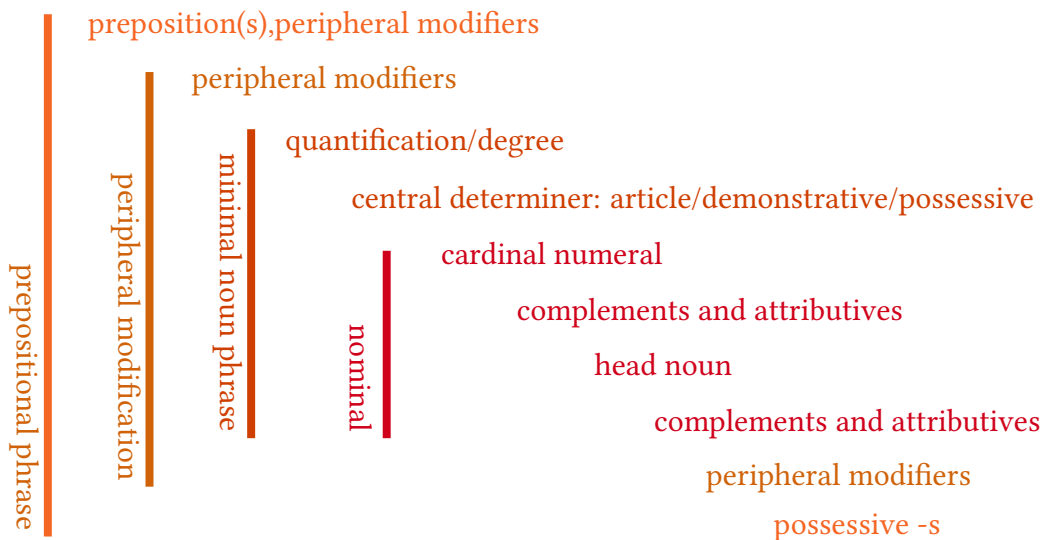 preposition(s),peripheral modifiers
peripheral modifiers
quantification/degree
central determiner: article/demonstrative/possessive
cardinal numeral
complements and attributives
head noun
complements and attributives
peripheral modifiers
possessive -s
prepositional phrase
peripheral modification
minimal noun phrase
nominal